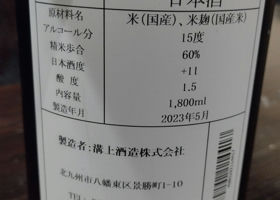 日本酒
原材料名 米(国産)、米麹(国産米)
アルコール分 15度
精米歩合 60%
日本酒度 +11
酸度 1.5
内容量 1,800ml
製造年月 2023年5月
製造者:溝上酒造株式会社
北九州市八幡東区景勝町1-10
TEL: